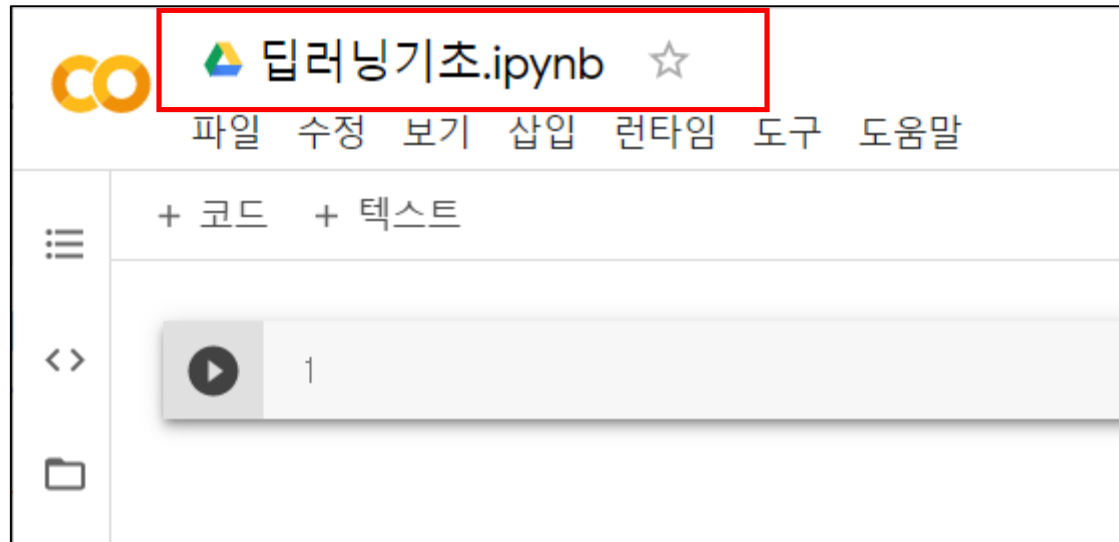 딥러닝기초.ipynb
파일 수정 보기 삽입 런타임 도구 도움말
+ 코드 + 텍스트
1